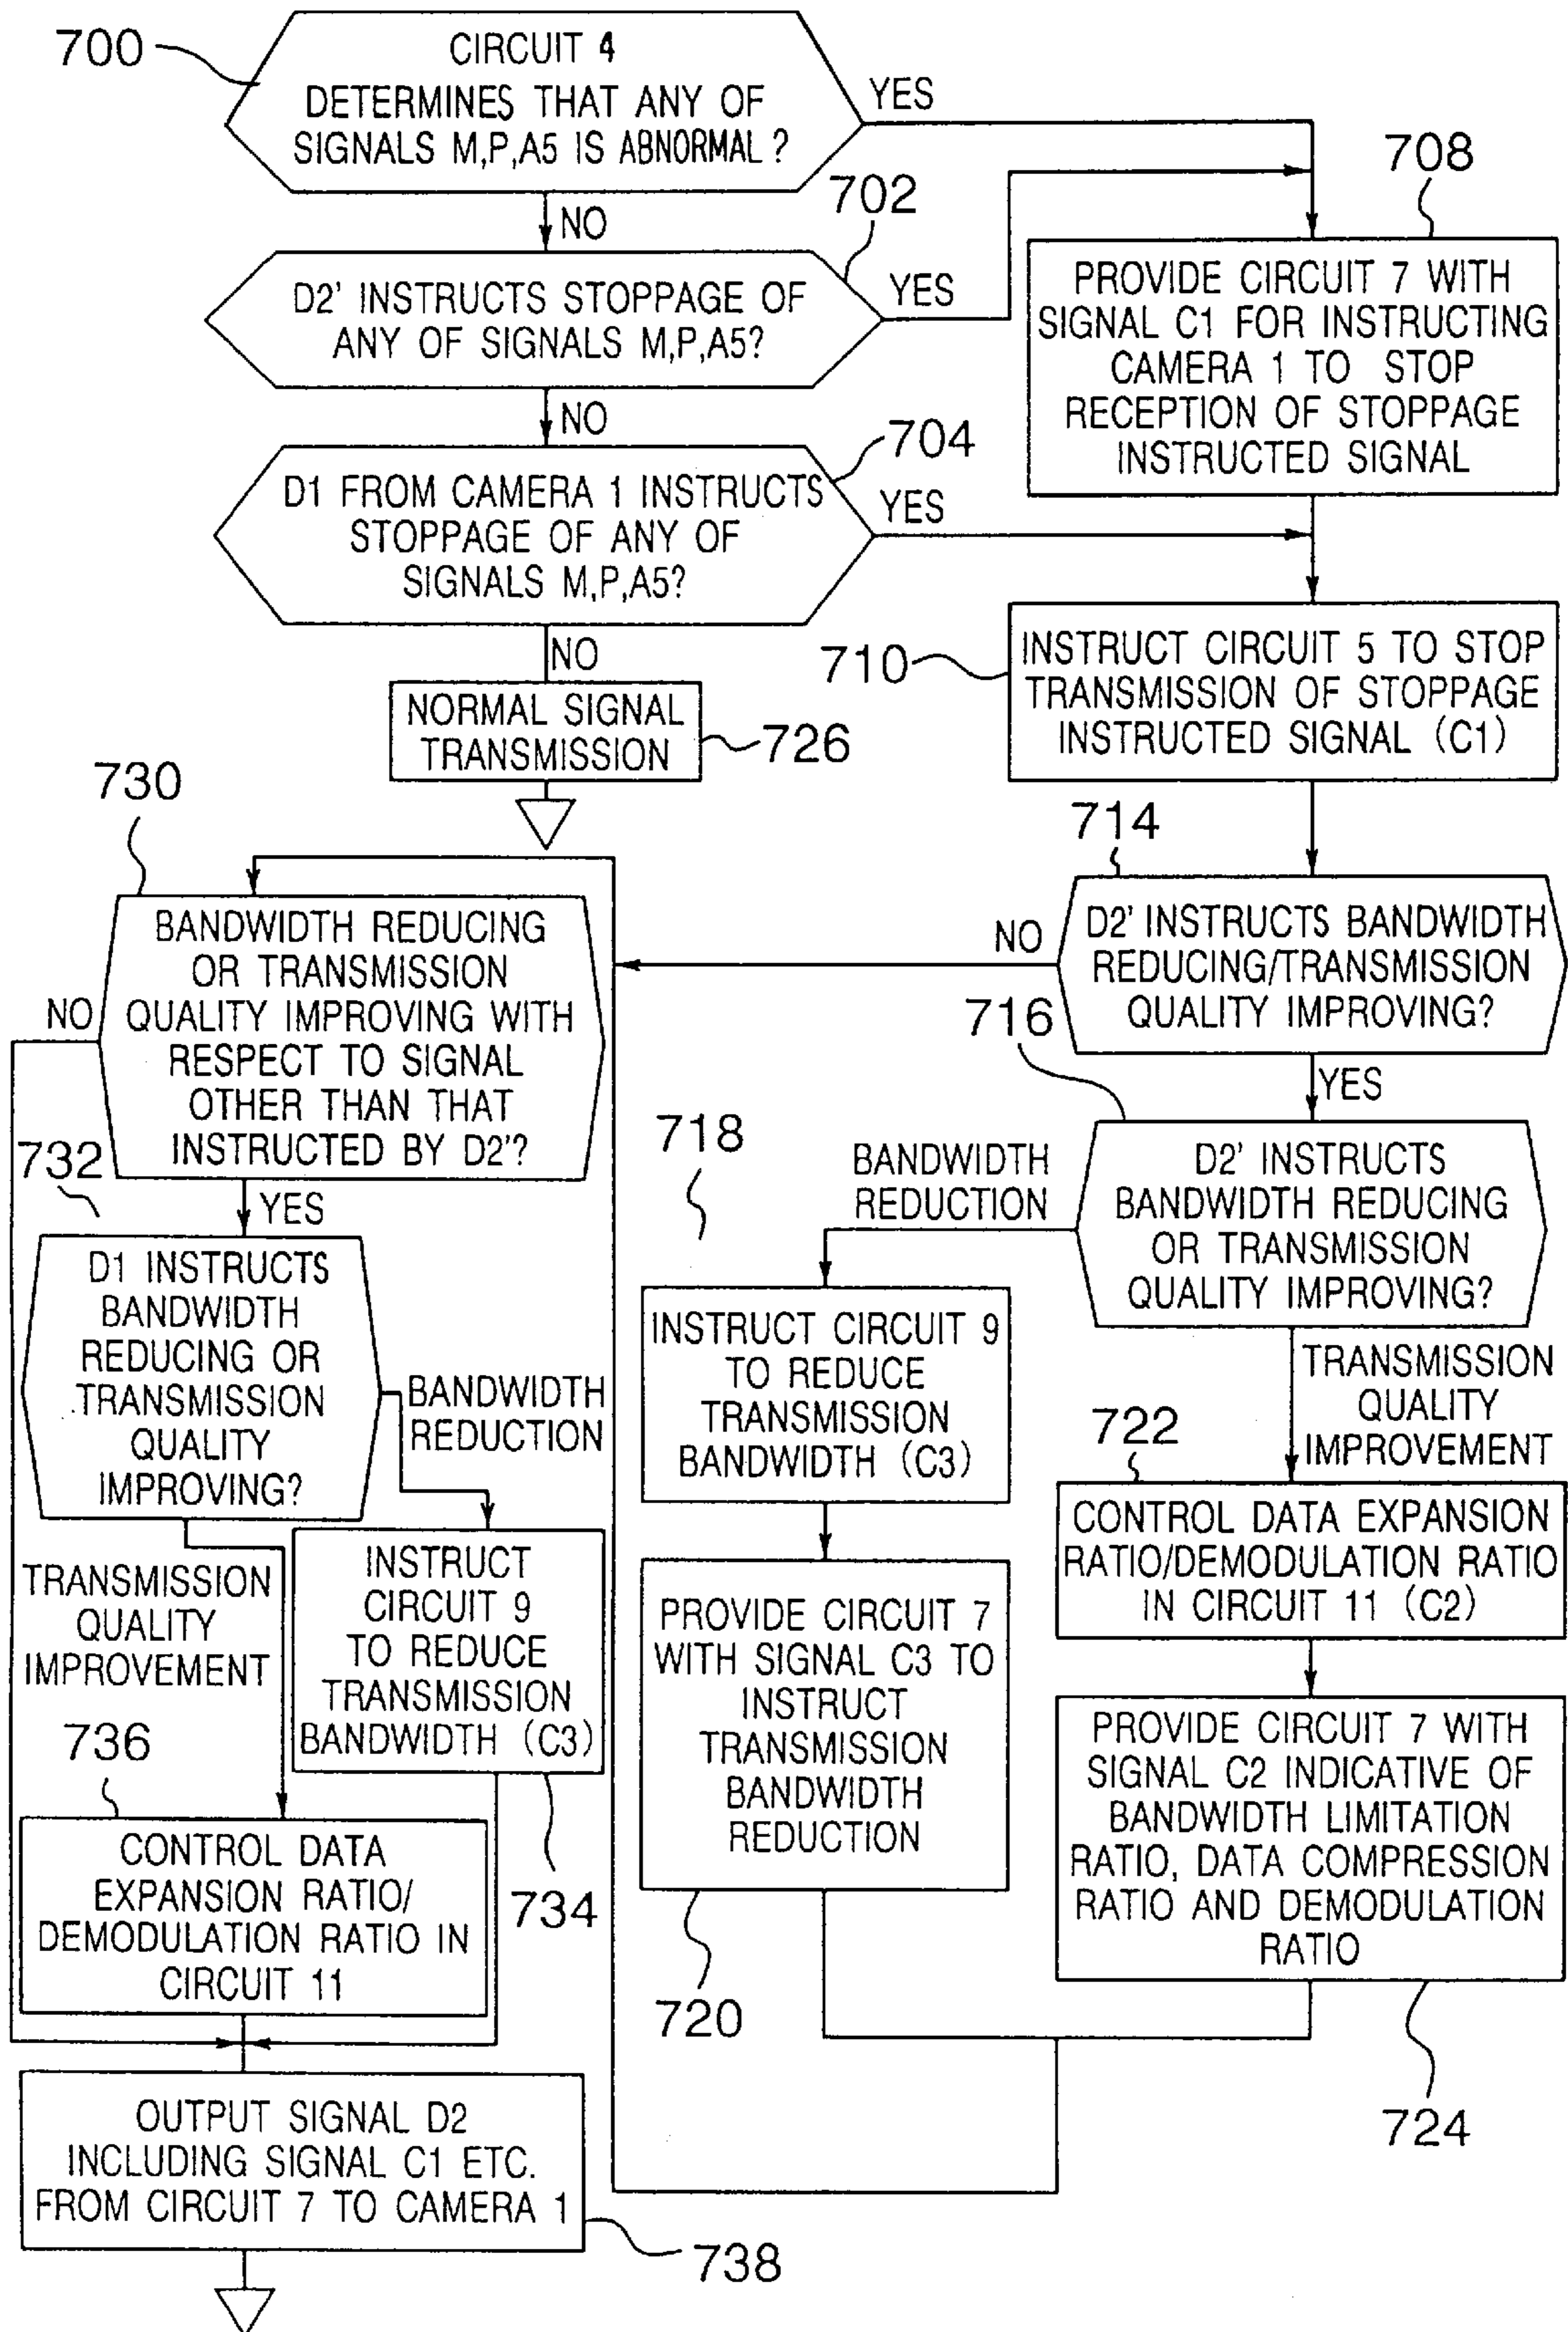 700
CIRCUIT 4
DETERMINES THAT ANY OF
SIGNALS M,P,A5 IS ABNORMAL?
YES
NO
702
D2' INSTRUCTS STOPPAGE OF
ANY OF SIGNALS M,P,A5?
YES
NO
704
D1 FROM CAMERA 1 INSTRUCTS
STOPPAGE OF ANY OF
SIGNALS M,P,A5?
YES
NO
NORMAL SIGNAL
TRANSMISSION
726
708
PROVIDE CIRCUIT 7 WITH
SIGNAL C1 FOR INSTRUCTING
CAMERA 1 TO STOP
RECEPTION OF STOPPAGE
INSTRUCTED SIGNAL
710
INSTRUCT CIRCUIT 5 TO STOP
TRANSMISSION OF STOPPAGE
INSTRUCTED SIGNAL (C1)
714
D2' INSTRUCTS BANDWIDTH
REDUCING/TRANSMISSION
QUALITY IMPROVING?
NO
YES
716
D2' INSTRUCTS
BANDWIDTH REDUCING
OR TRANSMISSION
QUALITY IMPROVING?
BANDWIDTH
REDUCTION
TRANSMISSION
QUALITY
IMPROVEMENT
718
INSTRUCT CIRCUIT 9
TO REDUCE
TRANSMISSION
BANDWIDTH (C3)
PROVIDE CIRCUIT 7
WITH SIGNAL C3 TO
INSTRUCT
TRANSMISSION
BANDWIDTH
REDUCTION
720
722
CONTROL DATA EXPANSION
RATIO/DEMODULATION RATIO
IN CIRCUIT 11 (C2)
PROVIDE CIRCUIT 7 WITH
SIGNAL C2 INDICATIVE OF
BANDWIDTH LIMITATION
RATIO, DATA COMPRESSION
RATIO AND DEMODULATION
RATIO
724
730
BANDWIDTH REDUCING
OR TRANSMISSION
QUALITY IMPROVING WITH
RESPECT TO SIGNAL
OTHER THAN THAT
INSTRUCTED BY D2'?
NO
YES
732
D1 INSTRUCTS
BANDWIDTH
REDUCING OR
TRANSMISSION
QUALITY
IMPROVING?
BANDWIDTH
REDUCTION
TRANSMISSION
QUALITY
IMPROVEMENT
INSTRUCT
CIRCUIT 9
TO REDUCE
TRANSMISSION
BANDWIDTH (C3)
734
736
CONTROL DATA
EXPANSION RATIO/
DEMODULATION RATIO IN
CIRCUIT 11
OUTPUT SIGNAL D2
INCLUDING SIGNAL C1 ETC.
FROM CIRCUIT 7 TO CAMERA 1
738